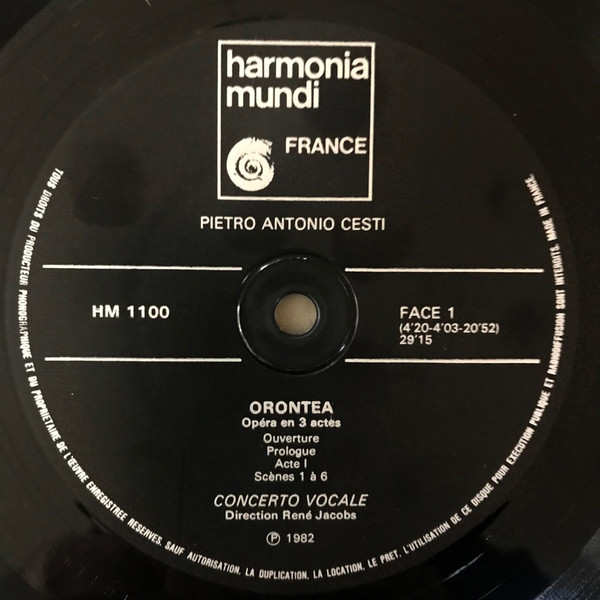 harmonia
mundi
FRANCE
PIETRO ANTONIO CESTI
HM 1100
FACE 1
(4'20-4'03-20'52)
29'15
ORONTEA
Opéra en 3 actes
Ouverture
Prologue
Acte I
Scènes 1 à 6
CONCERTO VOCALE
Direction René Jacobs
Ⓟ 1982
TOUS DROITS DU PRODUCTEUR PHONOGRAPHIQUE ET DU PROPRIETAIRE DE L'ŒUVRE ENREGISTREE RESERVES. SAUF AUTORISATION, LA DUPLICATION, LA LOCATION, LE PRET, L'UTILISATION DE CE DISQUE POUR EXECUTION PUBLIQUE ET RADIODIFFUSION SONT INTERDITS. MADE IN FRANCE.